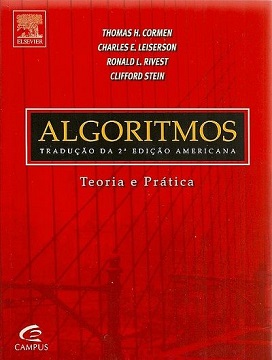 THOMAS H. CORMEN
CHARLES E. LEISERSON
RONALD L. RIVEST
CLIFFORD STEIN
ELSEVIER
ALGORITMOS
TRADUÇÃO DA 2ª EDIÇÃO AMERICANA
Teoria e Prática
CAMPUS